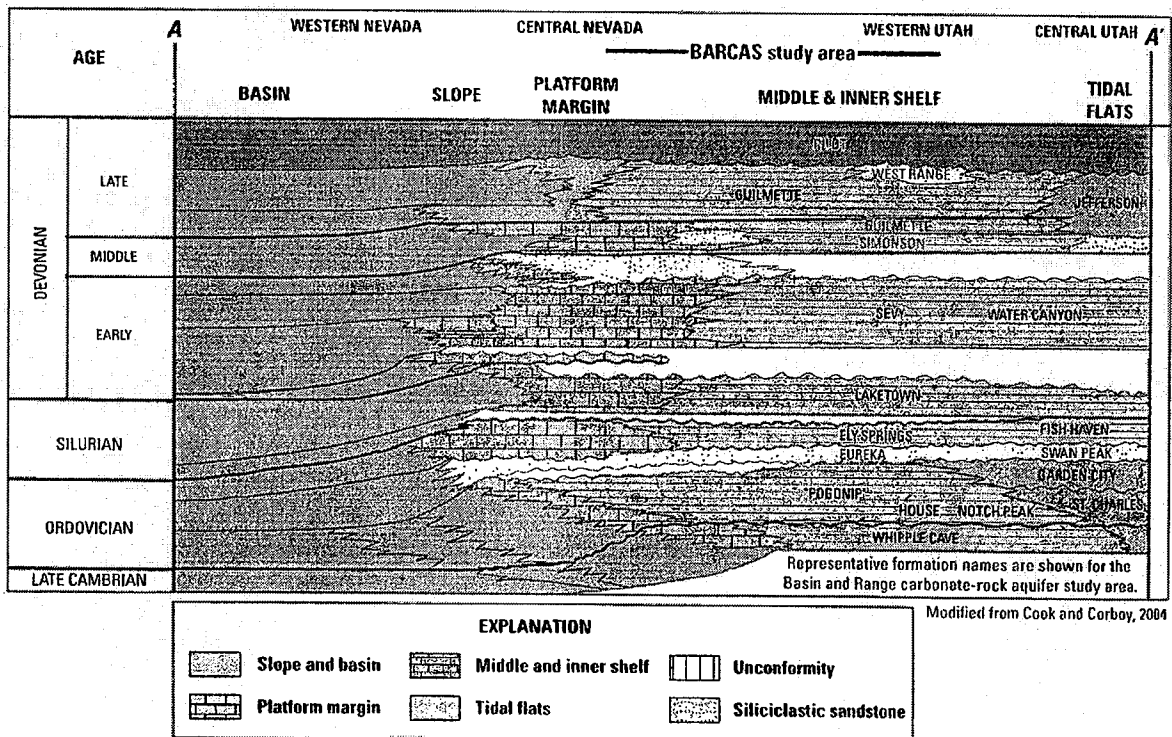 A
WESTERN NEVADA
CENTRAL NEVADA
WESTERN UTAH
CENTRAL UTAH
A'
AGE
BARCAS study area
BASIN
SLOPE
PLATFORM
MARGIN
MIDDLE & INNER SHELF
TIDAL
FLATS
DEVONIAN
LATE
MIDDLE
EARLY
SILURIAN
ORDOVICIAN
LATE CAMBRIAN
PILOT
WEST RANGE
GUILMETTE
JEFFERSON
GUILMETTE
SIMONSON
SEVY
WATER CANYON
LAKETOWN
FISH HAVEN
ELY SPRINGS
EUREKA
SWAN PEAK
GARDEN CITY
POGONIP
ST. CHARLES
HOUSE
NOTCH PEAK
WHIPPLE CAVE
Representative formation names are shown for the
Basin and Range carbonate-rock aquifer study area.
Modified from Cook and Corboy, 2004
EXPLANATION
Slope and basin
Middle and inner shelf
Unconformity
Platform margin
Tidal flats
Siliciclastic sandstone